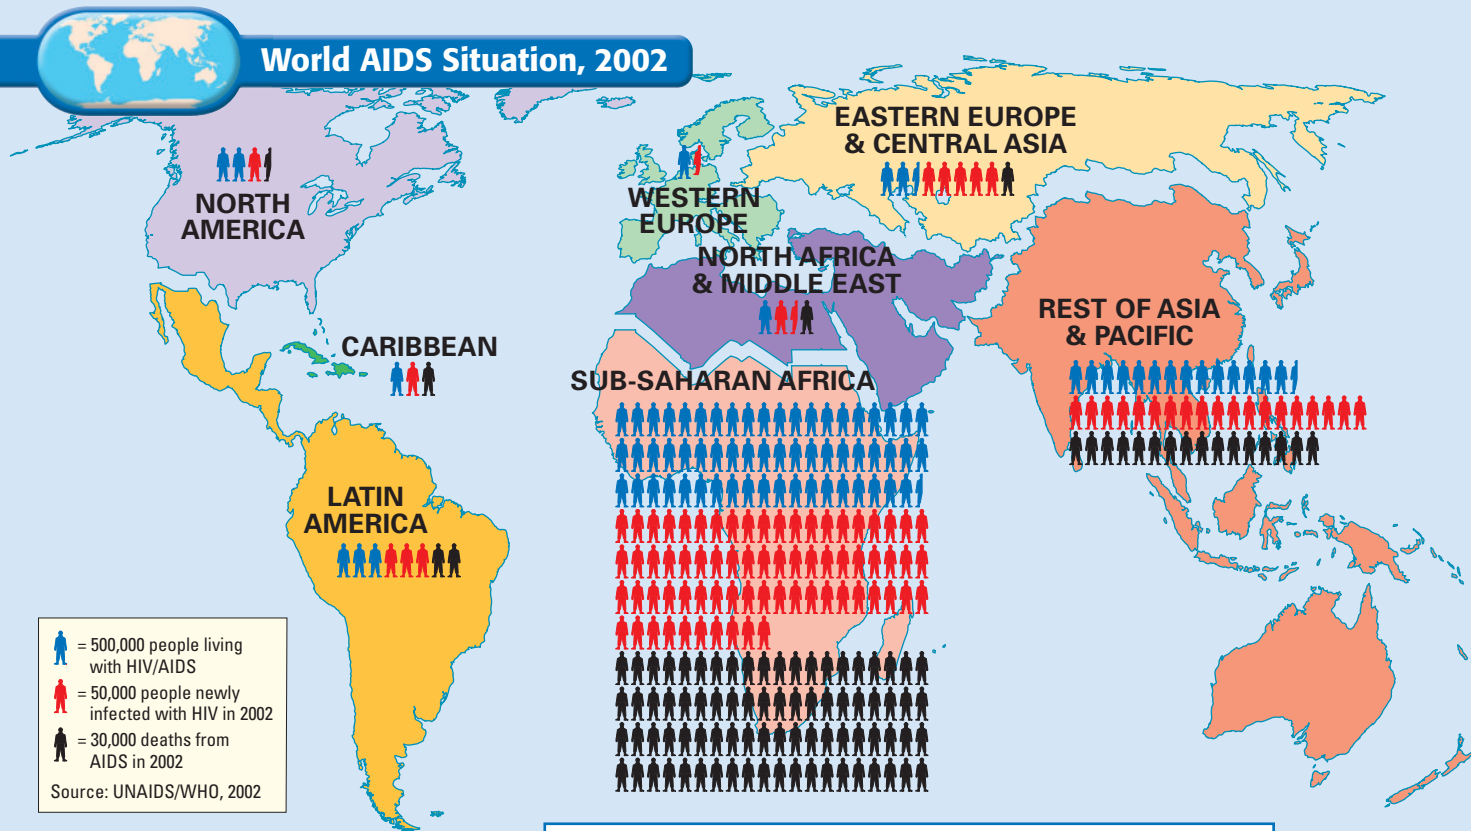 World AIDS Situation, 2002
EASTERN EUROPE
& CENTRAL ASIA
NORTH
AMERICA
WESTERN
EUROPE
NORTH AFRICA
& MIDDLE EAST
REST OF ASIA
& PACIFIC
CARIBBEAN
SUB-SAHARAN AFRICA
LATIN
AMERICA
= 500,000 people living
with HIV/AIDS
= 50,000 people newly
infected with HIV in 2002
= 30,000 deaths from
AIDS in 2002
Source: UNAIDS/WHO, 2002